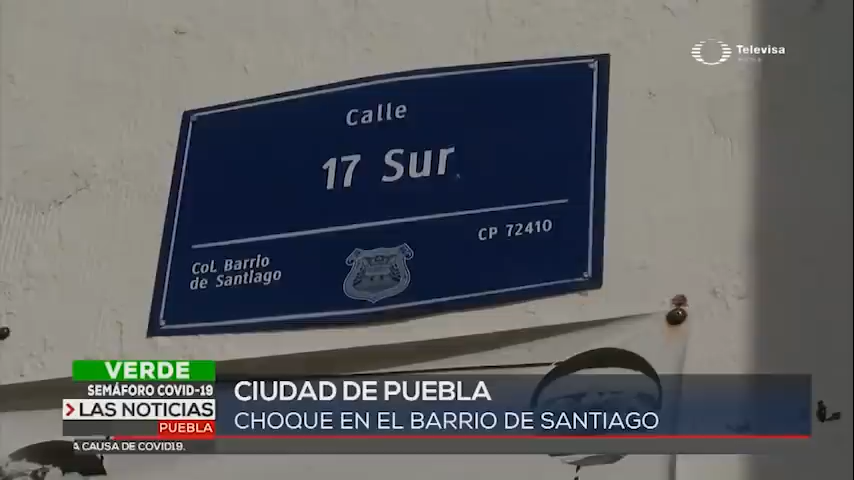 Televisa
Calle
17 Sur
CP 72410
Col. Barrio
de Santiago
VERDE
SEMÁFORO COVID-19
LAS NOTICIAS
PUEBLA
CIUDAD DE PUEBLA
CHOQUE EN EL BARRIO DE SANTIAGO
A CAUSA DE COVID19.